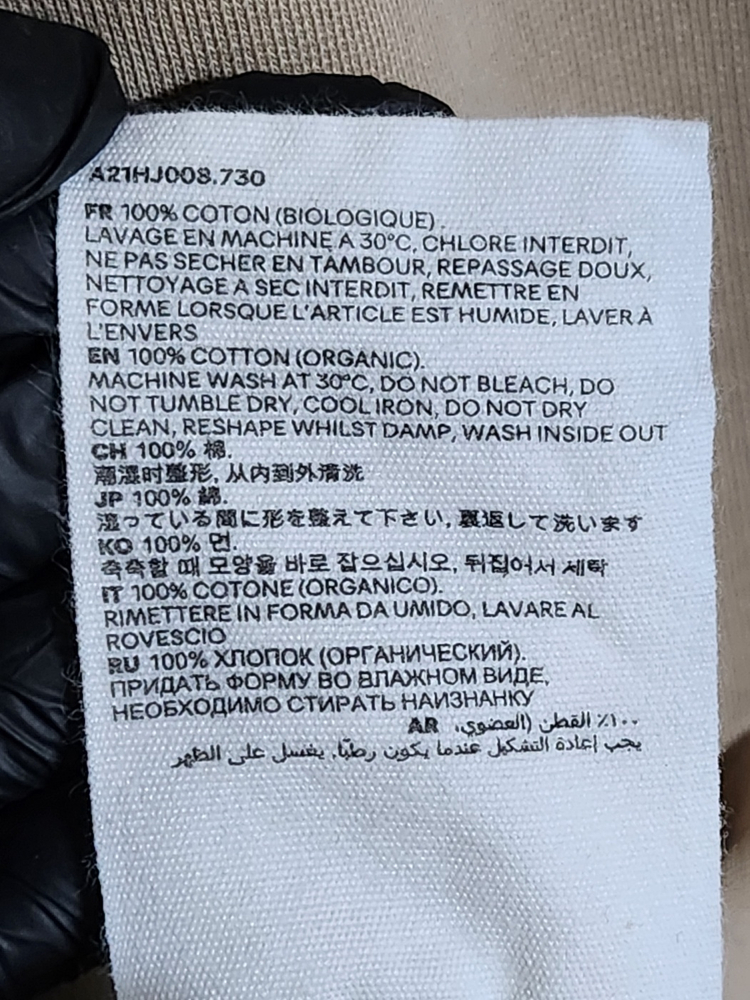 A21HJ008.730
FR 100% COTON (BIOLOGIQUE).
LAVAGE EN MACHINE A 30°C, CHLORE INTERDIT,
NE PAS SECHER EN TAMBOUR, REPASSAGE DOUX,
NETTOYAGE A SEC INTERDIT, REMETTRE EN
FORME LORSQUE L'ARTICLE EST HUMIDE, LAVER À
L'ENVERS
EN 100% COTTON (ORGANIC).
MACHINE WASH AT 30°C, DO NOT BLEACH, DO
NOT TUMBLE DRY, COOL IRON, DO NOT DRY
CLEAN, RESHAPE WHILST DAMP, WASH INSIDE OUT
CH 100% 棉.
潮湿时整形, 从内到外清洗
JP 100% 綿.
湿っている間に形を整えて下さい, 裏返して洗います
KO 100% 면.
축축할 때 모양을 바로 잡으십시오, 뒤집어서 세탁
IT 100% COTONE (ORGANICO).
RIMETTERE IN FORMA DA UMIDO, LAVARE AL
ROVESCIO
RU 100% ХЛОПОК (ОРГАНИЧЕСКИЙ).
ПРИДАТЬ ФОРМУ ВО ВЛАЖНОМ ВИДЕ,
НЕОБХОДИМО СТИРАТЬ НАИЗНАНКУ
١٠٠٪ القطن (العضوي، AR
يجب إعادة التشكيل عندما يكون رطبًا, يغسل على الظهر